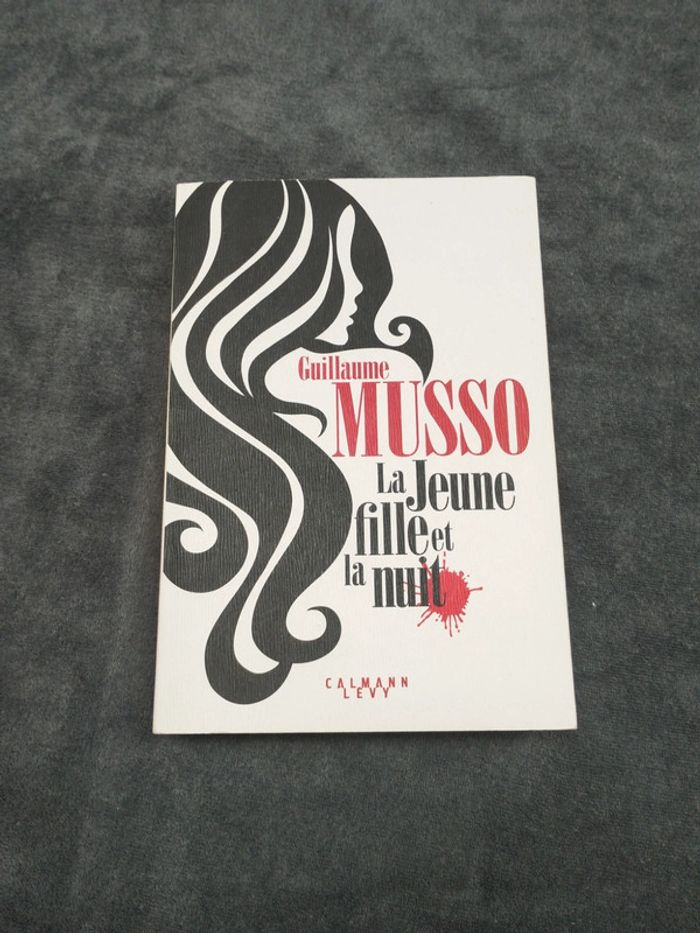 Guillaume
MUSSO
La Jeune
fille et
la nuit
CALMANN
LEVY